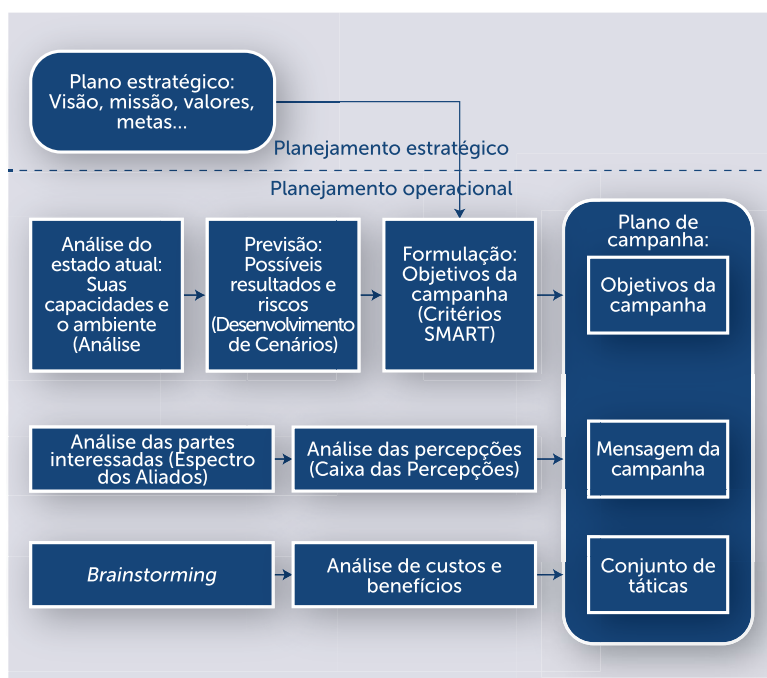 Plano estratégico:
Visão, missão, valores,
metas...
Planejamento estratégico
Planejamento operacional
Análise do
estado atual:
Suas
capacidades e
o ambiente
(Análise
Previsão:
Possíveis
resultados e
riscos
(Desenvolvimento
de Cenários)
Formulação:
Objetivos da
campanha
(Critérios
SMART)
Plano de
campanha:
Objetivos da
campanha
Análise das partes
interessadas (Espectro
dos Aliados)
Análise das percepções
(Caixa das Percepções)
Mensagem da
campanha
Brainstorming
Análise de custos e
benefícios
Conjunto de
táticas